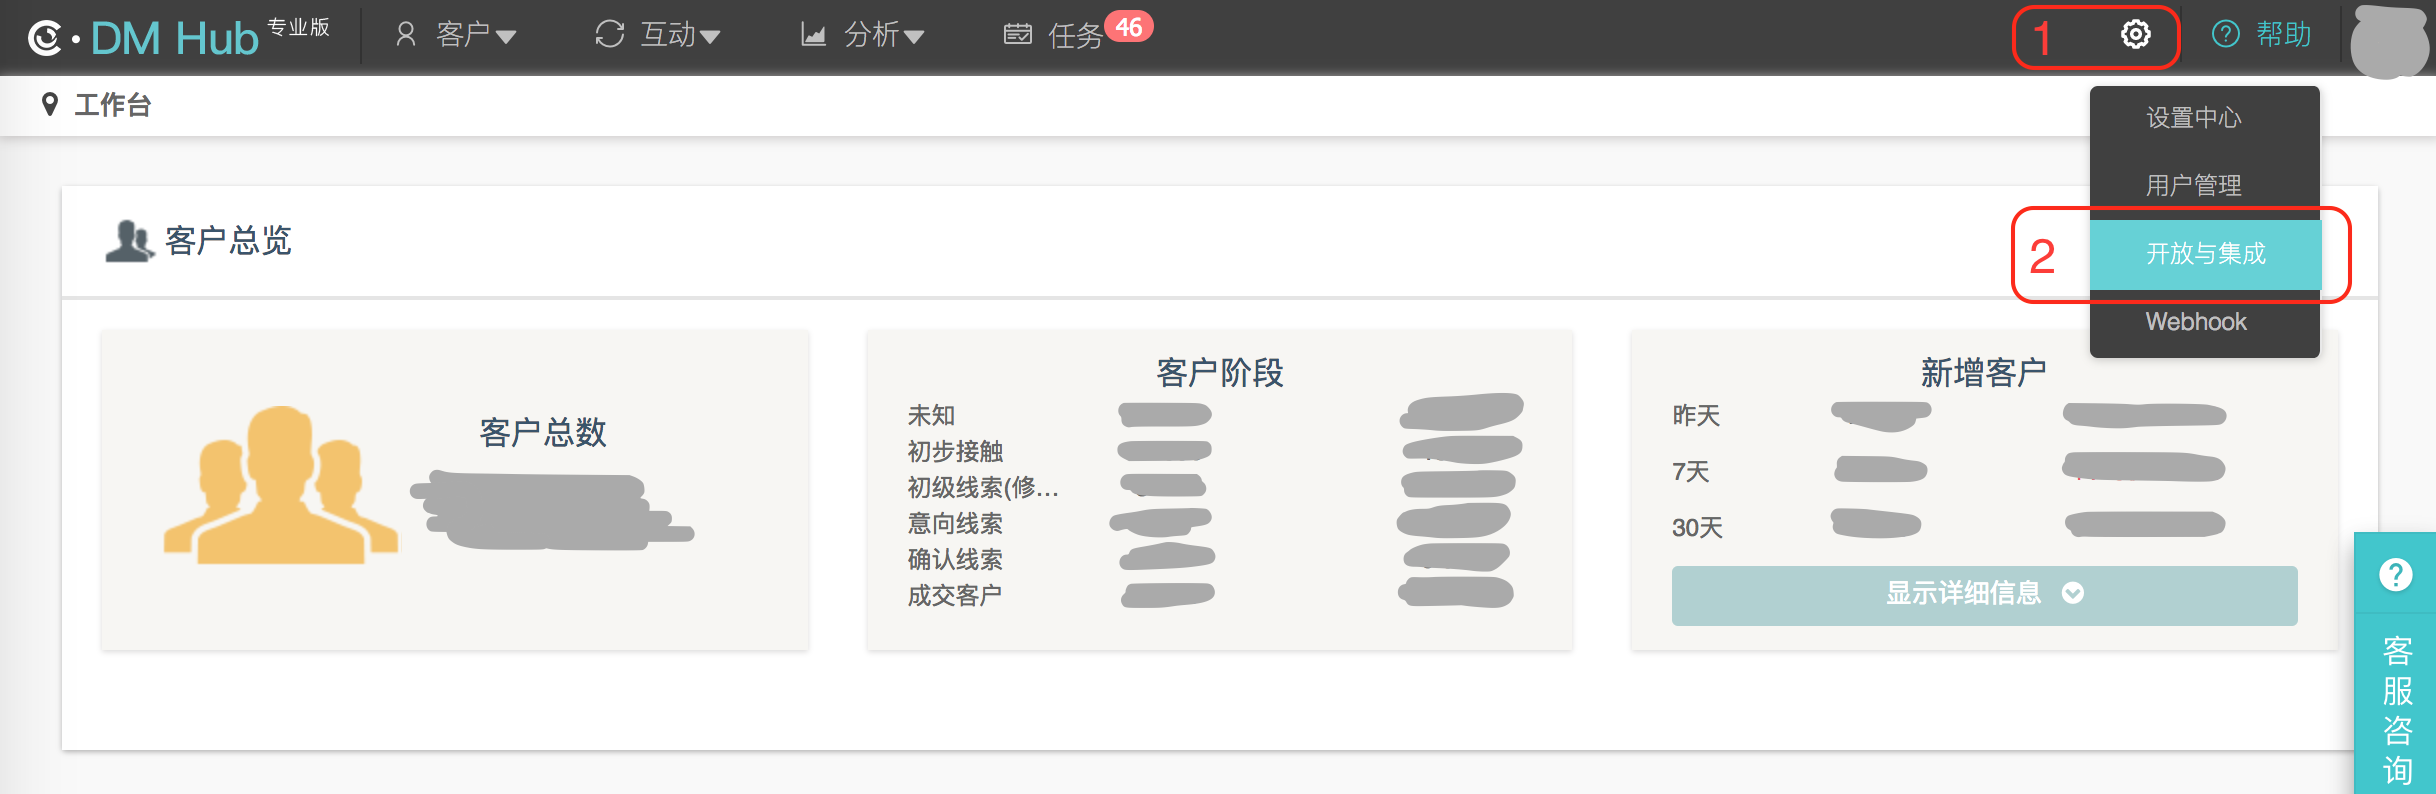 DM Hub 专业版 客户 互动 分析 任务 46 1 帮助
工作台
设置中心
用户管理
2 开放与集成
Webhook
客户总览
客户总数
客户阶段
未知
初步接触
初级线索(修...
意向线索
确认线索
成交客户
新增客户
昨天
7天
30天
显示详细信息
客服咨询